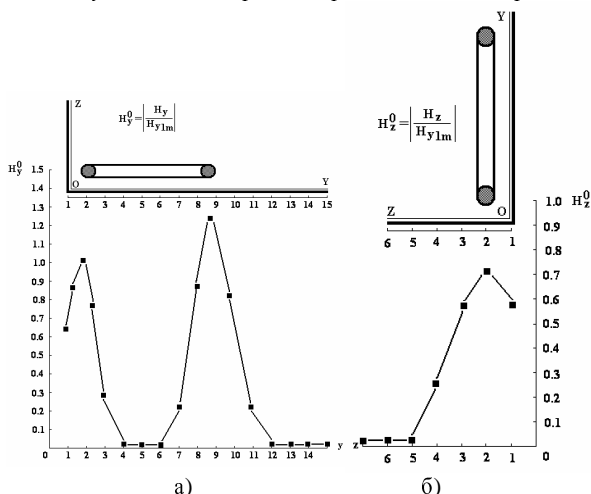 Z
H_y^0 = | H_y / H_y1m |
O
Y
H_y^0
1 2 3 4 5 6 7 8 9 10 11 12 13 14 15
1.5
1.4
1.3
1.2
1.1
1.0
0.9
0.8
0.7
0.6
0.5
0.4
0.3
0.2
0.1
0 1 2 3 4 5 6 7 8 9 10 11 12 13 14 y
а)
Y
H_z^0 = | H_z / H_y1m |
Z O
6 5 4 3 2 1
1.0 H_z^0
0.9
0.8
0.7
0.6
0.5
0.4
0.3
0.2
0.1
z 6 5 4 3 2 1 0
б)